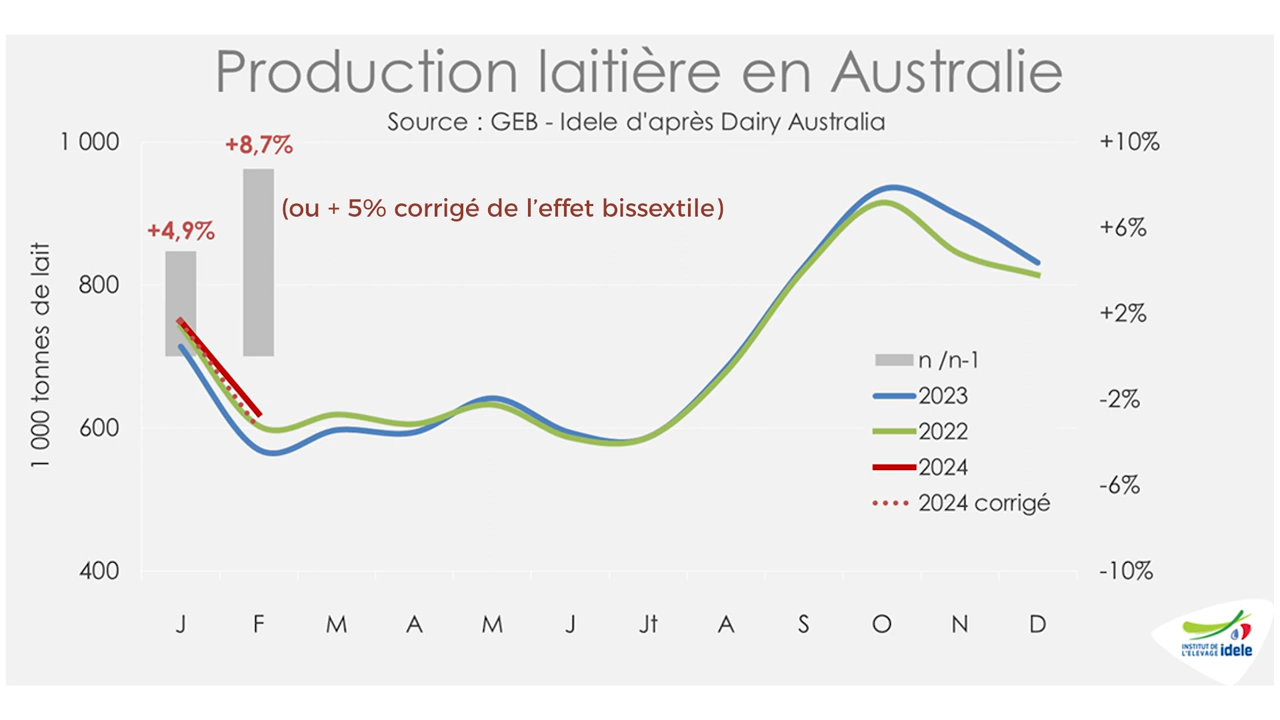 Production laitière en Australie
Source : GEB - Idele d'après Dairy Australia
1 000 tonnes de lait
1 000
800
600
400
+4,9%
+8,7%
(ou + 5% corrigé de l’effet bissextile)
+10%
+6%
+2%
-2%
-6%
-10%
n /n-1
2023
2022
2024
2024 corrigé
J F M A M J Jt A S O N D
INSTITUT DE
L'ELEVAGE idele